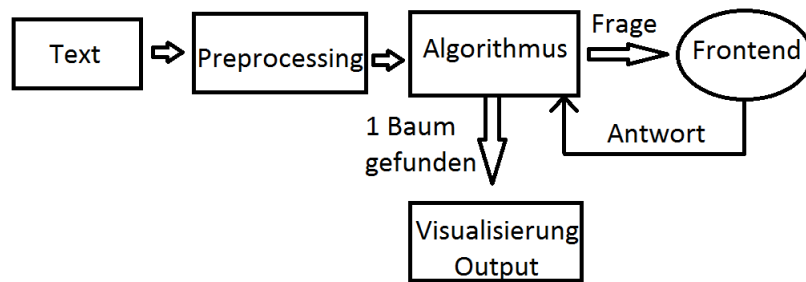 Text
Preprocessing
Algorithmus
Frage
Frontend
Antwort
1 Baum
gefunden
Visualisierung
Output